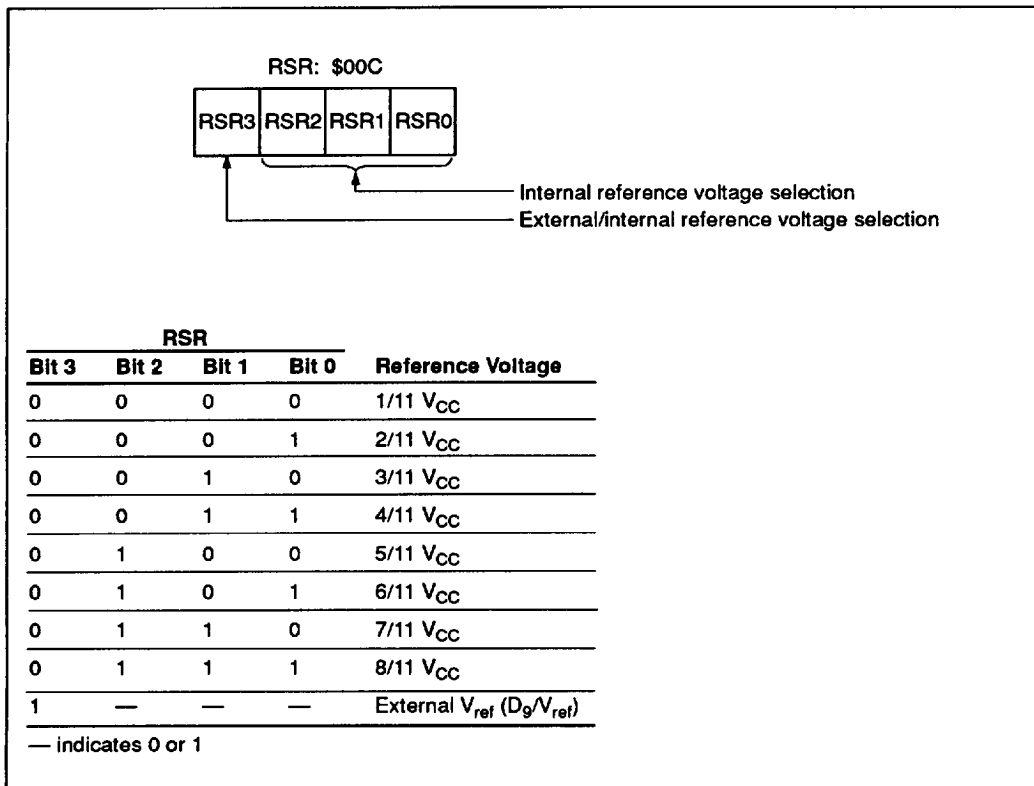 RSR: $00C
RSR3 RSR2 RSR1 RSR0
Internal reference voltage selection
External/internal reference voltage selection
RSR
Bit 3 Bit 2 Bit 1 Bit 0 Reference Voltage
0 0 0 0 1/11 VCC
0 0 0 1 2/11 VCC
0 0 1 0 3/11 VCC
0 0 1 1 4/11 VCC
0 1 0 0 5/11 VCC
0 1 0 1 6/11 VCC
0 1 1 0 7/11 VCC
0 1 1 1 8/11 VCC
1 — — — External Vref (D9/Vref)
— indicates 0 or 1